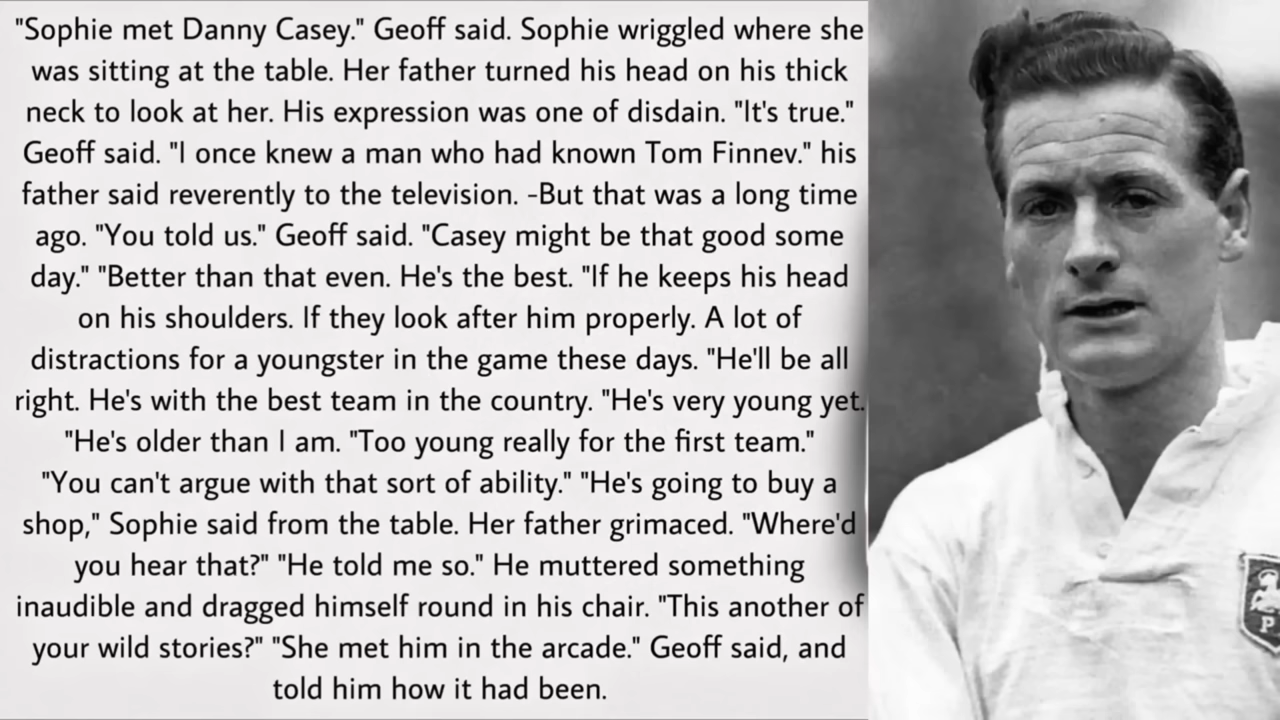 "Sophie met Danny Casey." Geoff said. Sophie wriggled where she
was sitting at the table. Her father turned his head on his thick
neck to look at her. His expression was one of disdain. "It's true."
Geoff said. "I once knew a man who had known Tom Finnev." his
father said reverently to the television. -But that was a long time
ago. "You told us." Geoff said. "Casey might be that good some
day." "Better than that even. He's the best. "If he keeps his head
on his shoulders. If they look after him properly. A lot of
distractions for a youngster in the game these days. "He'll be all
right. He's with the best team in the country. "He's very young yet.
"He's older than I am. "Too young really for the first team."
"You can't argue with that sort of ability." "He's going to buy a
shop," Sophie said from the table. Her father grimaced. "Where'd
you hear that?" "He told me so." He muttered something
inaudible and dragged himself round in his chair. "This another of
your wild stories?" "She met him in the arcade." Geoff said, and
told him how it had been.
P